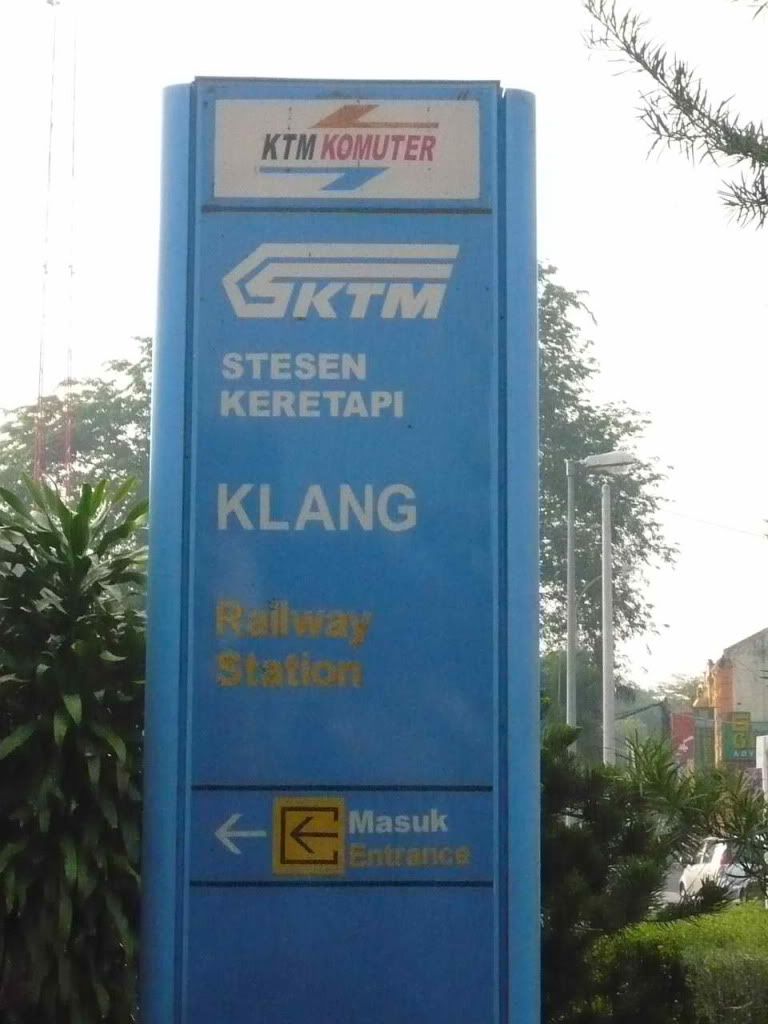 KTM KOMUTER
KTM
STESEN
KERETAPI
KLANG
Railway
Station
Masuk
Entrance